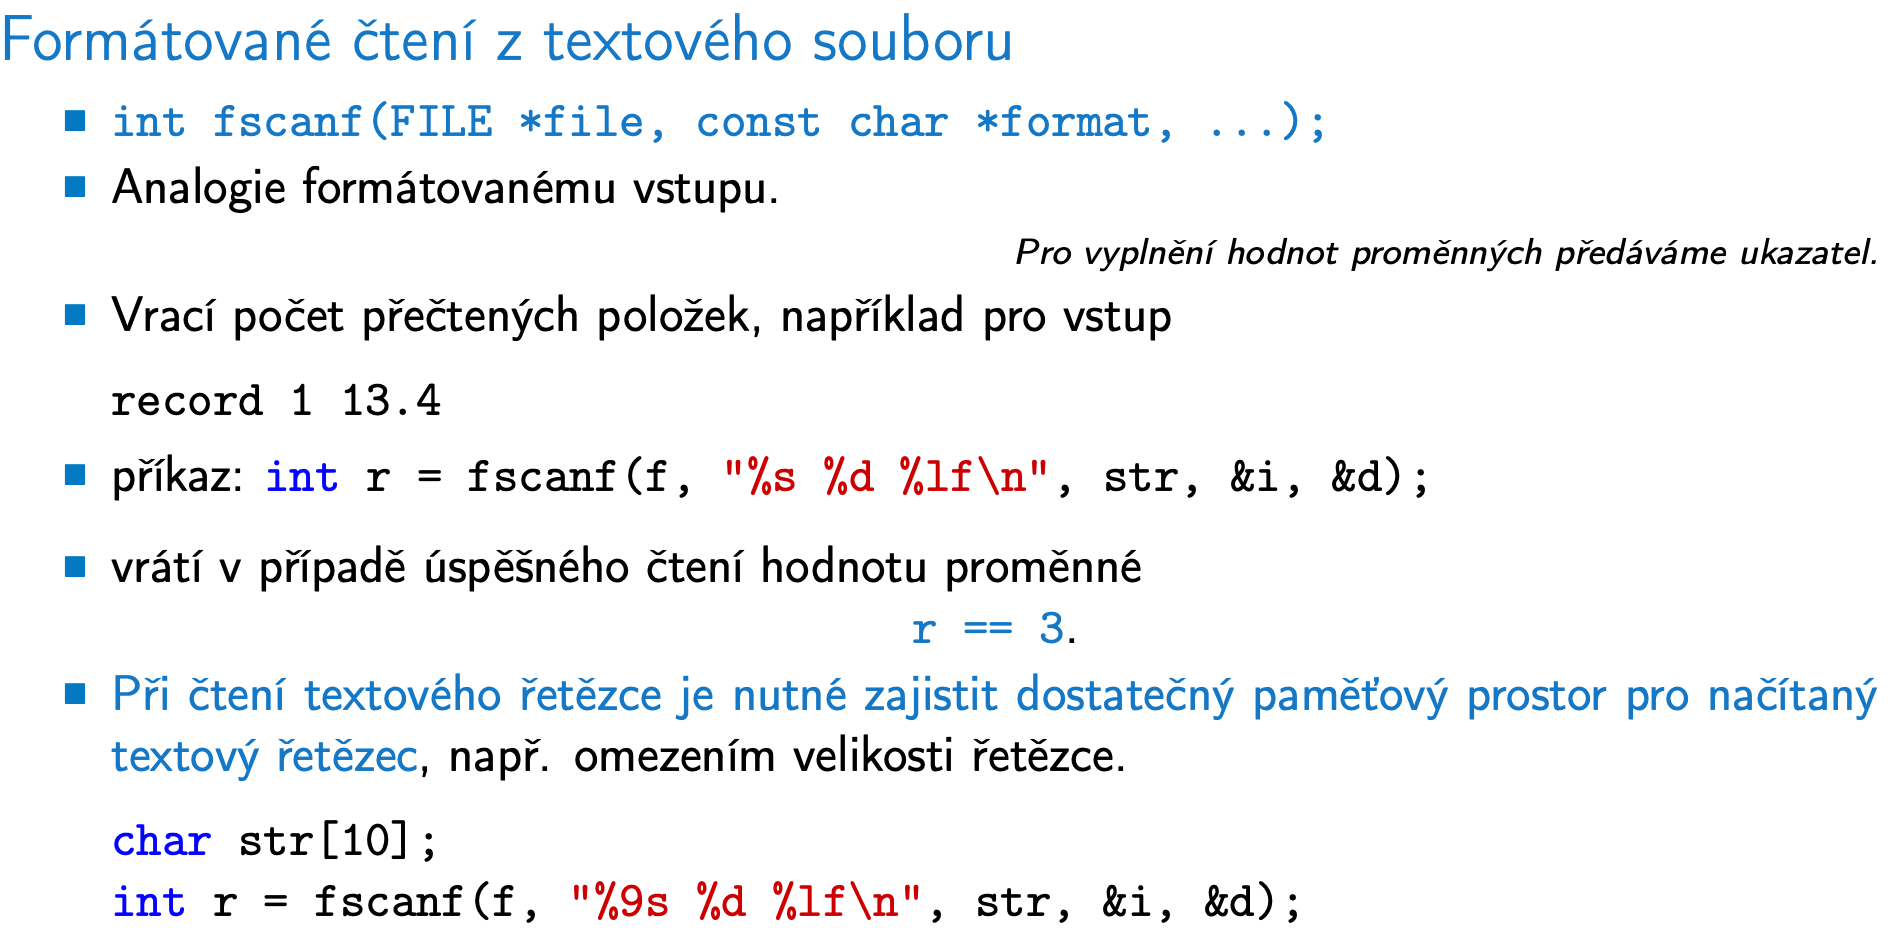 Formátované čtení z textového souboru
int fscanf(FILE *file, const char *format, ...);
Analogie formátovanému vstupu.
Pro vyplnění hodnot proměnných předáváme ukazatel.
Vrací počet přečtených položek, například pro vstup
record 1 13.4
příkaz: int r = fscanf(f, "%s %d %lf\n", str, &i, &d);
vrátí v případě úspěšného čtení hodnotu proměnné
r == 3.
Při čtení textového řetězce je nutné zajistit dostatečný paměťový prostor pro načítaný
textový řetězec, např. omezením velikosti řetězce.
char str[10];
int r = fscanf(f, "%9s %d %lf\n", str, &i, &d);